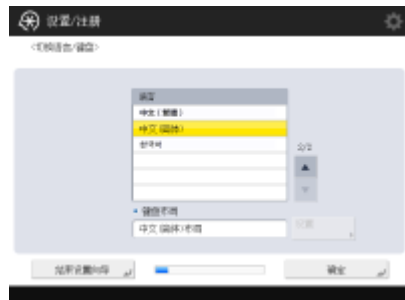 设置/注册
<切换语言/键盘>
语言
中文(繁體)
中文(简体)
한국어
2/2
键盘布局
中文(简体)布局
设置
结束设置向导
确定